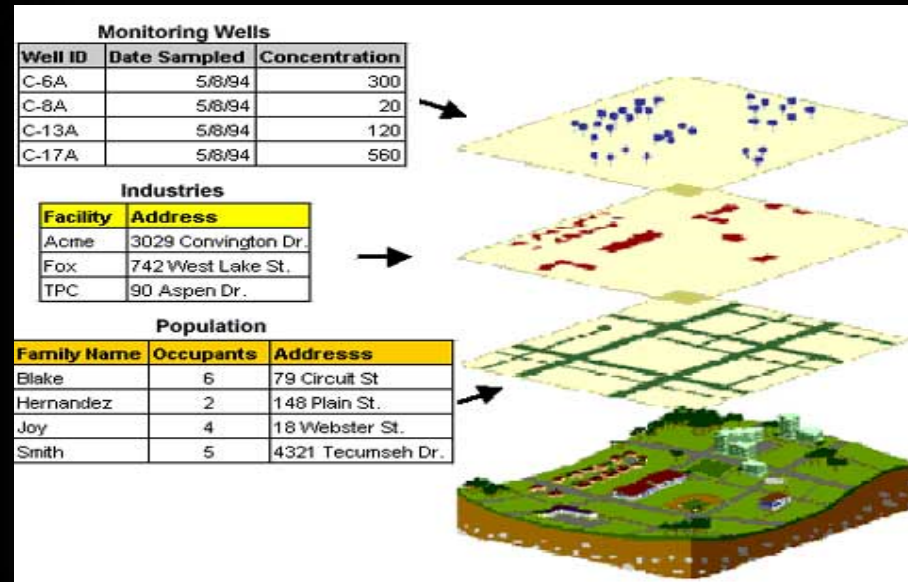 Monitoring Wells
Well ID Date Sampled Concentration
C-6A 5/8/94 300
C-8A 5/8/94 20
C-13A 5/8/94 120
C-17A 5/8/94 560
Industries
Facility Address
Acme 3029 Convington Dr.
Fox 742 West Lake St.
TPC 90 Aspen Dr.
Population
Family Name Occupants Addresss
Blake 6 79 Circuit St
Hernandez 2 148 Plain St.
Joy 4 18 Webster St.
Smith 5 4321 Tecumseh Dr.